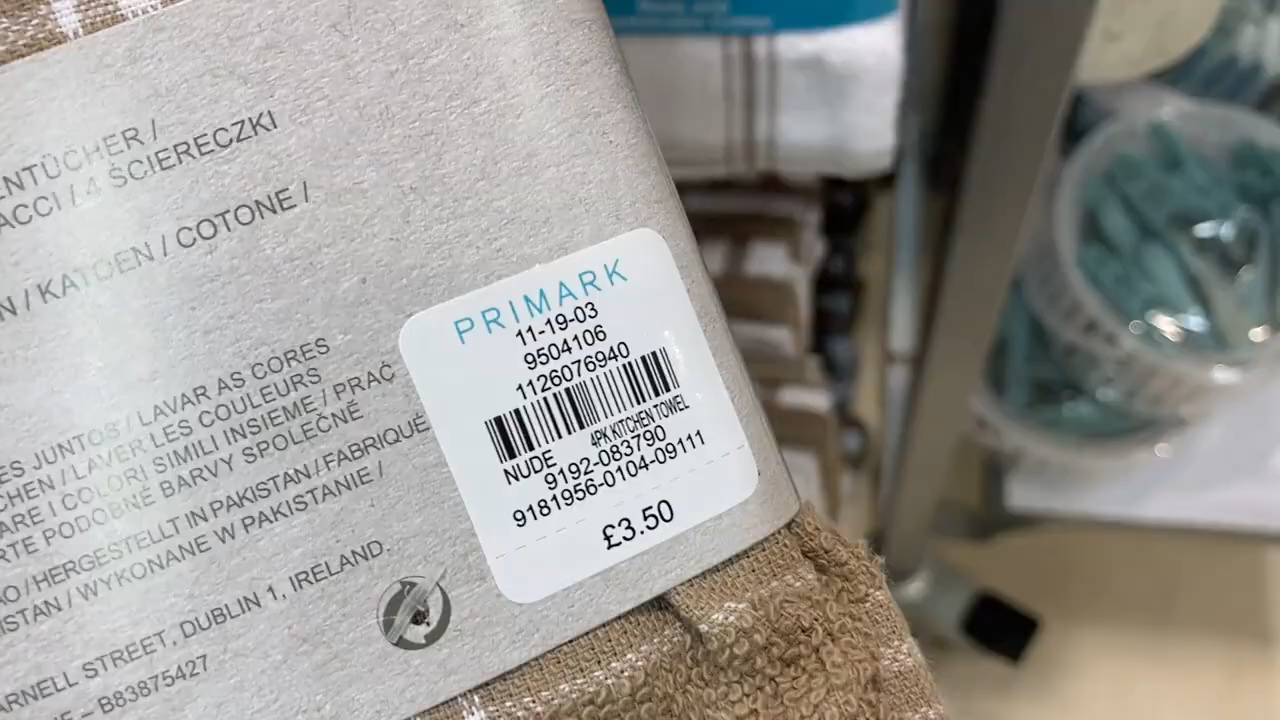 ENTÜCHER /
ACCI / 4 ŚCIERECZKI
N / KATOEN / COTONE /
ES JUNTOS / LAVAR AS CORES
CHEN / LAVER LES COULEURS
ARE I COLORI SIMILI INSIEME / PRAĆ
RTE PODOBNÉ BARVY SPOLEČNĚ
AO / HERGESTELLT IN PAKISTAN / FABRIQUÉ
ISTAN / WYKONANE W PAKISTANIE /
ARNELL STREET, DUBLIN 1, IRELAND.
– B83875427
PRIMARK
11-19-03
9504106
1126076940
NUDE 4PK KITCHEN TOWEL
9192-083790
9181956-0104-09111
£3.50